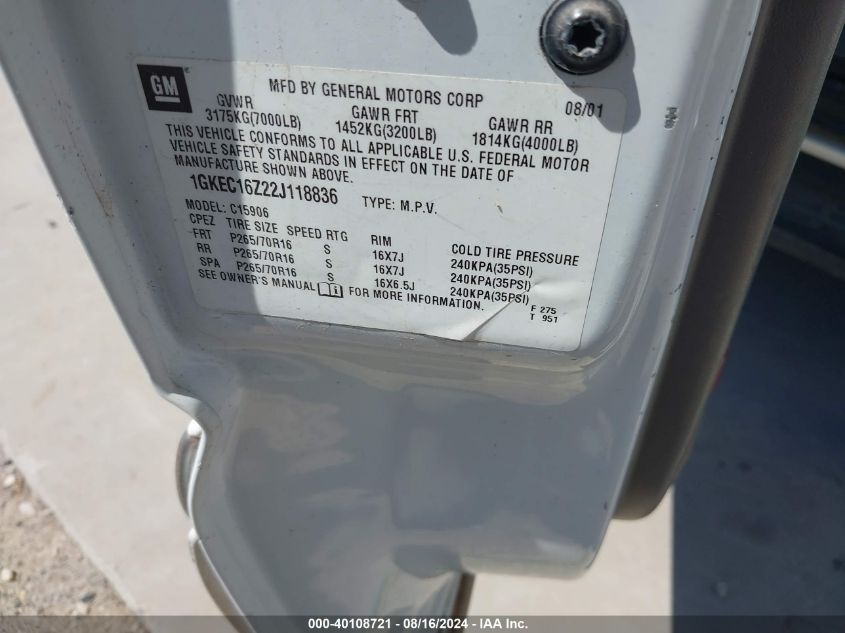 GM
MFD BY GENERAL MOTORS CORP 08/01
GVWR GAWR FRT GAWR RR
3175KG(7000LB) 1452KG(3200LB) 1814KG(4000LB)
THIS VEHICLE CONFORMS TO ALL APPLICABLE U.S. FEDERAL MOTOR
VEHICLE SAFETY STANDARDS IN EFFECT ON THE DATE OF
MANUFACTURE SHOWN ABOVE.
1GKEC16Z22J118836 TYPE: M.P.V.
MODEL: C15906
CPEZ TIRE SIZE SPEED RTG RIM COLD TIRE PRESSURE
FRT P265/70R16 S 16X7J 240KPA(35PSI)
RR P265/70R16 S 16X7J 240KPA(35PSI)
SPA P265/70R16 S 16X6.5J 240KPA(35PSI)
SEE OWNER'S MANUAL FOR MORE INFORMATION.
F 275
T 951
000-40108721 - 08/16/2024 - IAA Inc.